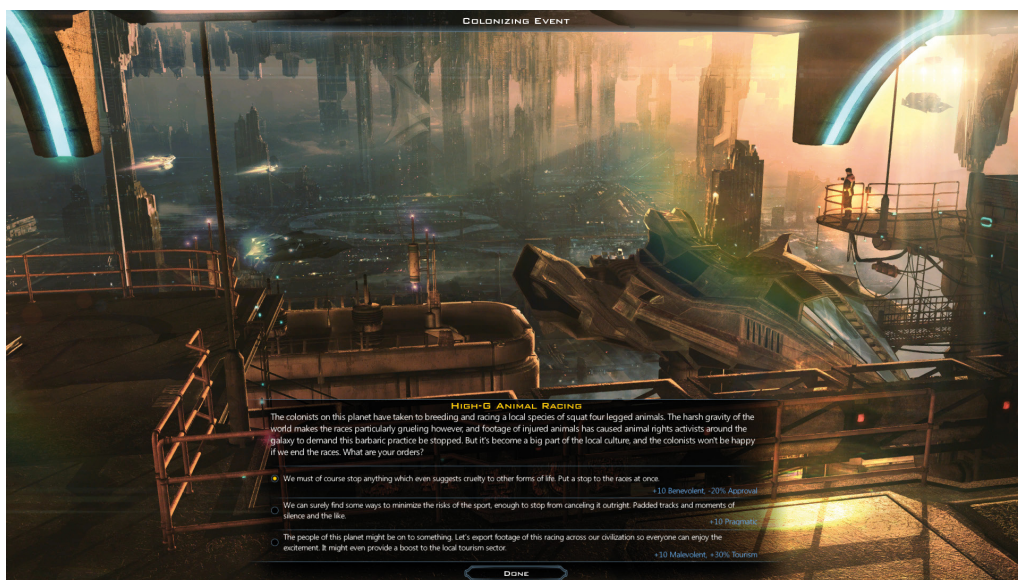 Colonizing Event
High-G Animal Racing
The colonists on this planet have taken to breeding and racing a local species of squat four legged animals. The harsh gravity of the
world makes the races particularly grueling however, and footage of injured animals has caused animal rights activists around the
galaxy to demand this barbaric practice be stopped. But it's become a big part of the local culture, and the colonists won't be happy
if we end the races. What are your orders?
We must of course stop anything which even suggests cruelty to other forms of life. Put a stop to the races at once.
+10 Benevolent, -20% Approval
We can surely find some ways to minimize the risks of the sport, enough to stop from canceling it outright. Padded tracks and moments of
silence and the like.
+10 Pragmatic
The people of this planet might be on to something. Let's export footage of this racing across our civilization so everyone can enjoy the
excitement. It might even provide a boost to the local tourism sector.
+10 Malevolent, +30% Tourism
Done